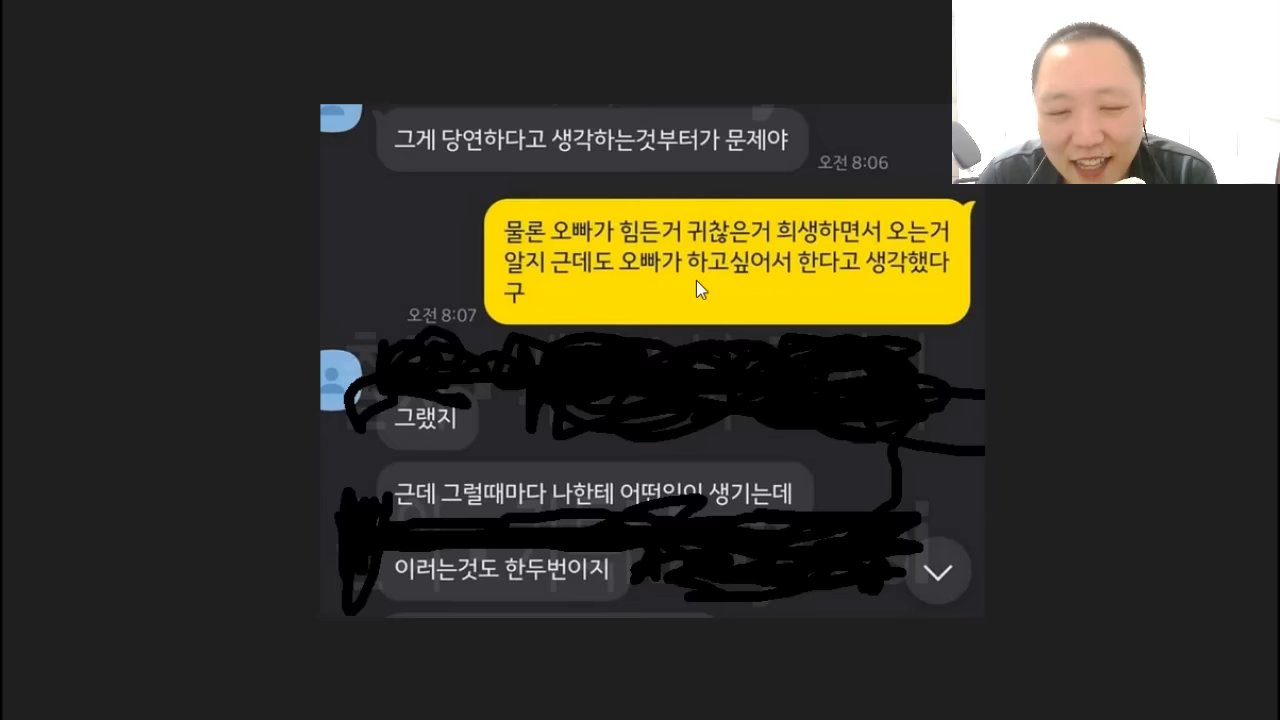 그게 당연하다고 생각하는것부터가 문제야
오전 8:06
물론 오빠가 힘든거 귀찮은거 희생하면서 오는거
알지 근데도 오빠가 하고싶어서 한다고 생각했다
구
오전 8:07
그랬지
근데 그럴때마다 나한테 어떤일이 생기는데
이러는것도 한두번이지